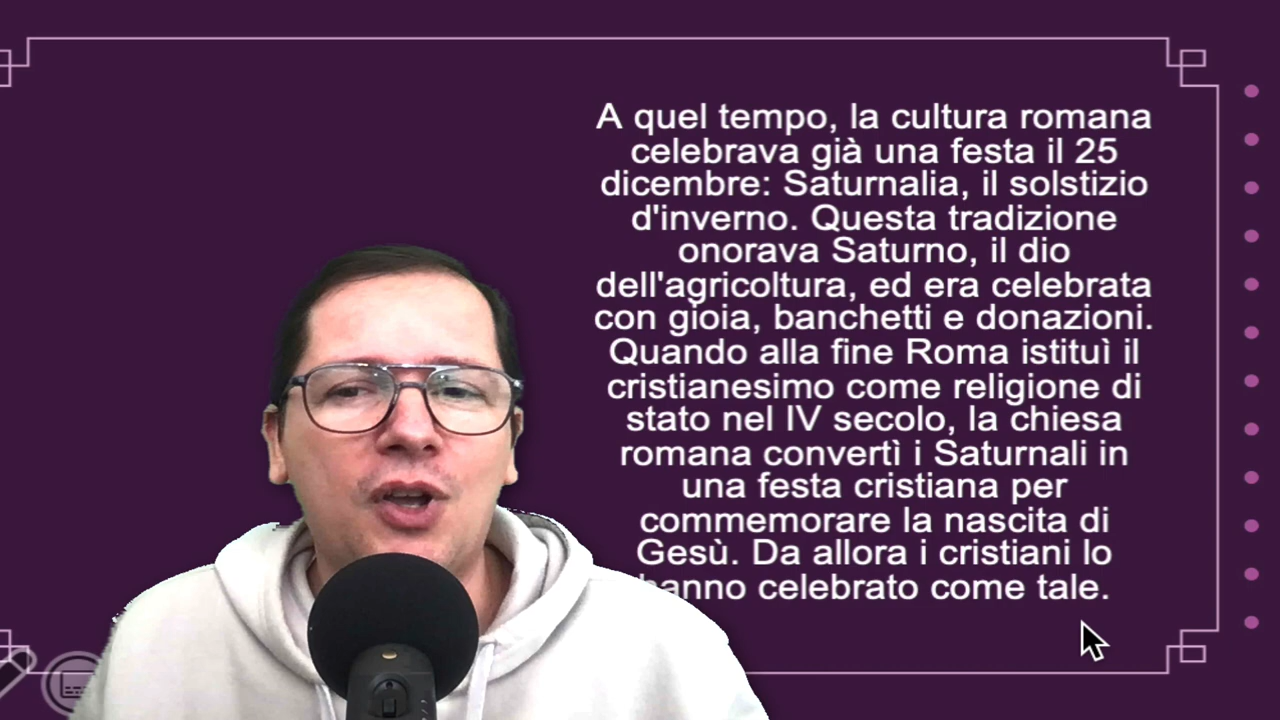 A quel tempo, la cultura romana
celebrava già una festa il 25
dicembre: Saturnalia, il solstizio
d'inverno. Questa tradizione
onorava Saturno, il dio
dell'agricoltura, ed era celebrata
con gioia, banchetti e donazioni.
Quando alla fine Roma istituì il
cristianesimo come religione di
stato nel IV secolo, la chiesa
romana convertì i Saturnali in
una festa cristiana per
commemorare la nascita di
Gesù. Da allora i cristiani lo
hanno celebrato come tale.